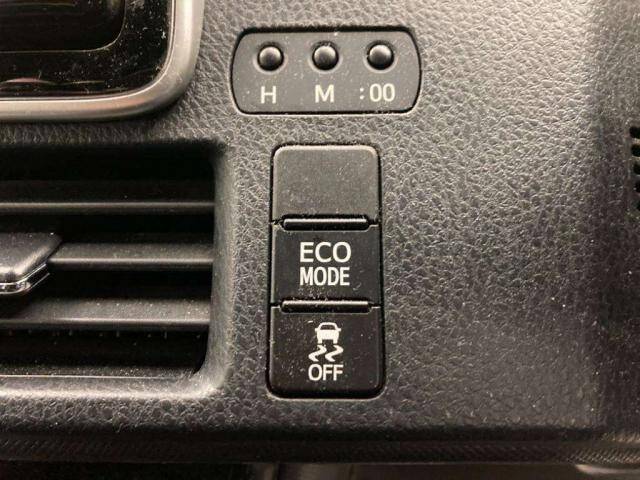 H M :00
ECO
MODE
OFF